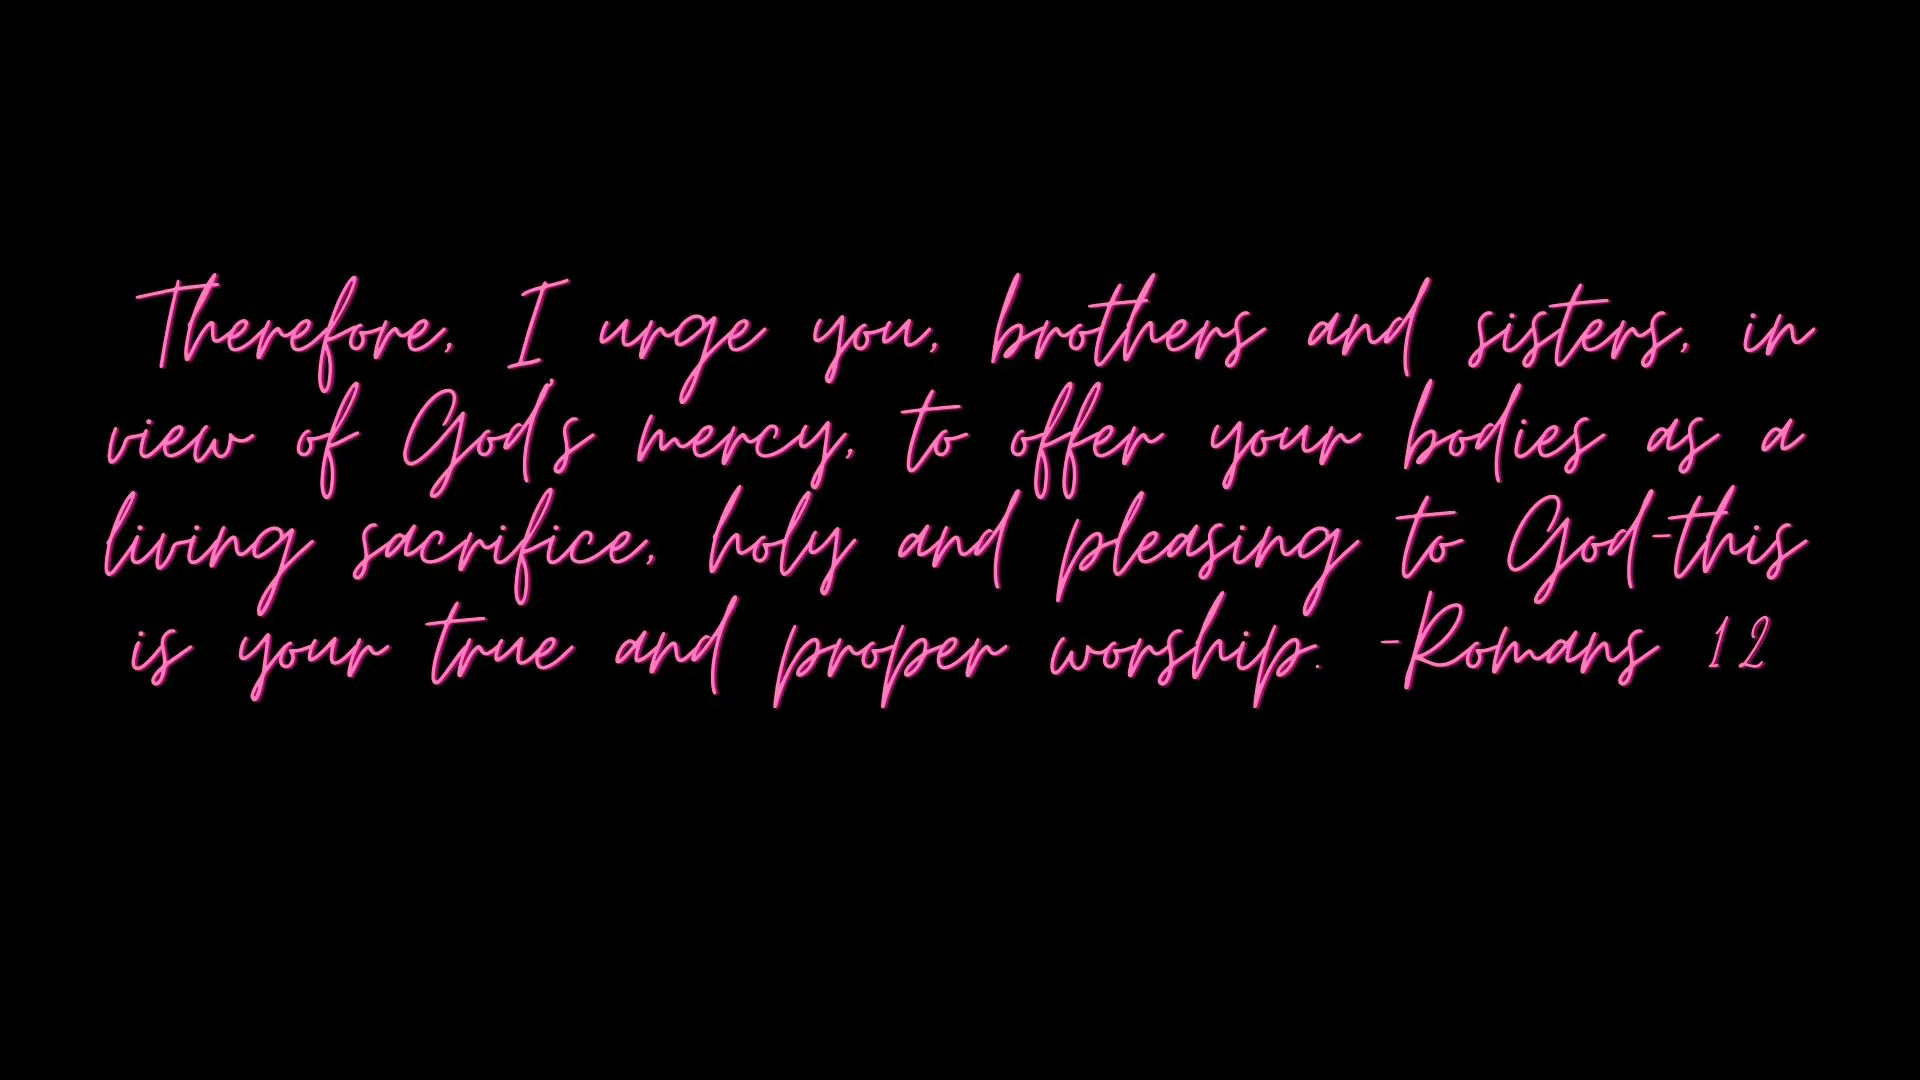 Therefore, I urge you, brothers and sisters, in
view of God's mercy, to offer your bodies as a
living sacrifice, holy and pleasing to God-this
is your true and proper worship. -Romans 12